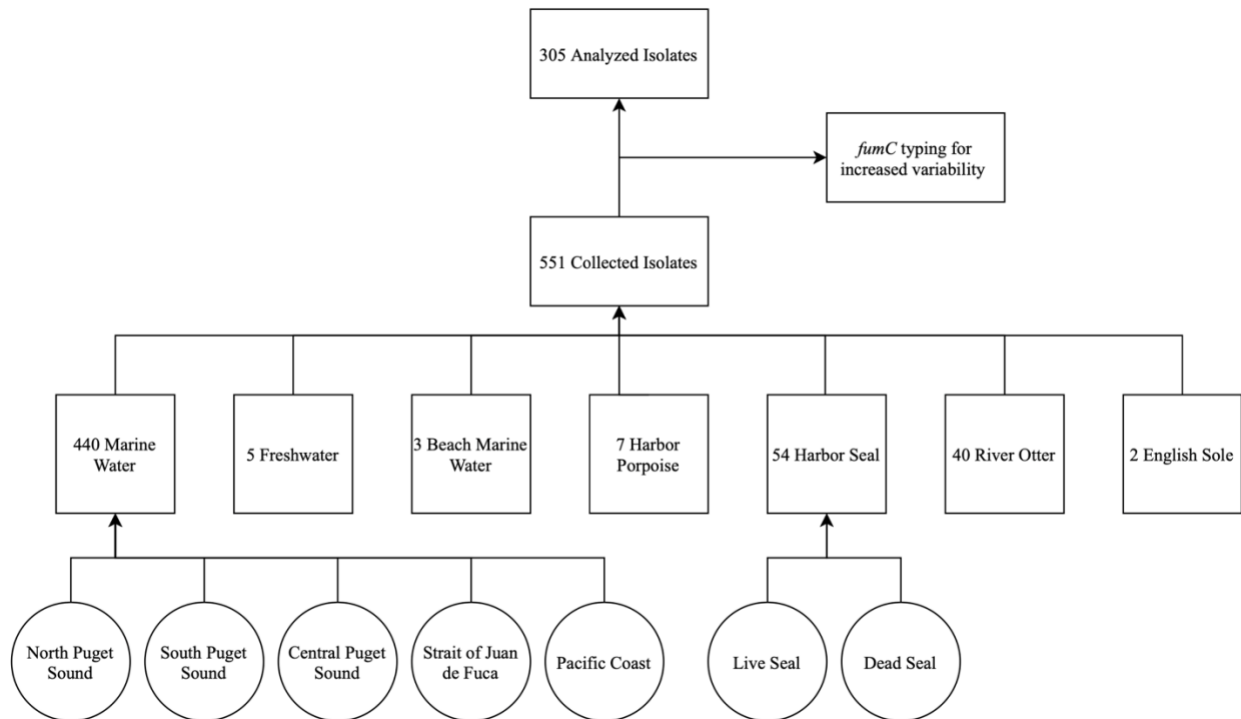 305 Analyzed Isolates
fumC typing for
increased variability
551 Collected Isolates
440 Marine
Water
5 Freshwater
3 Beach Marine
Water
7 Harbor
Porpoise
54 Harbor Seal
40 River Otter
2 English Sole
North Puget
Sound
South Puget
Sound
Central Puget
Sound
Strait of Juan
de Fuca
Pacific Coast
Live Seal
Dead Seal